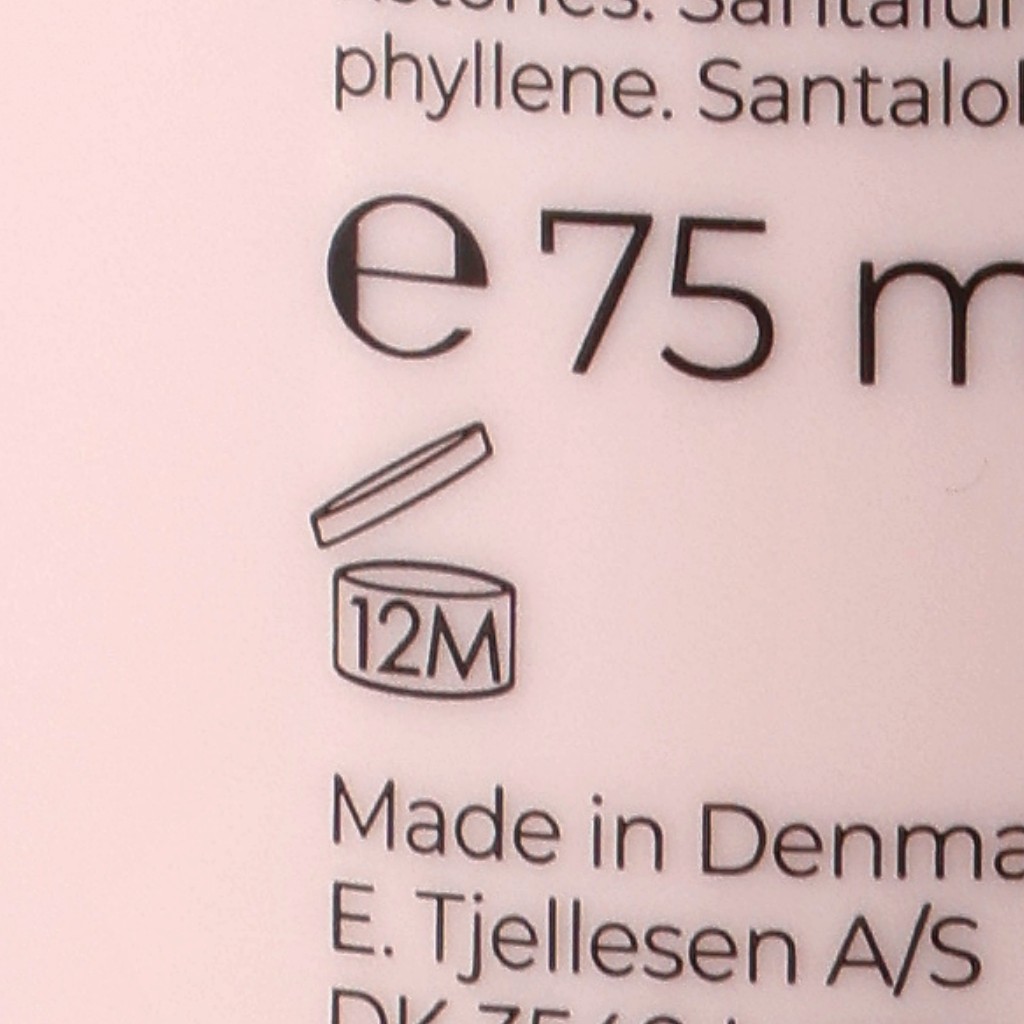 phyllene. Santalol
℮ 75 m
12M
Made in Denma
E. Tjellesen A/S